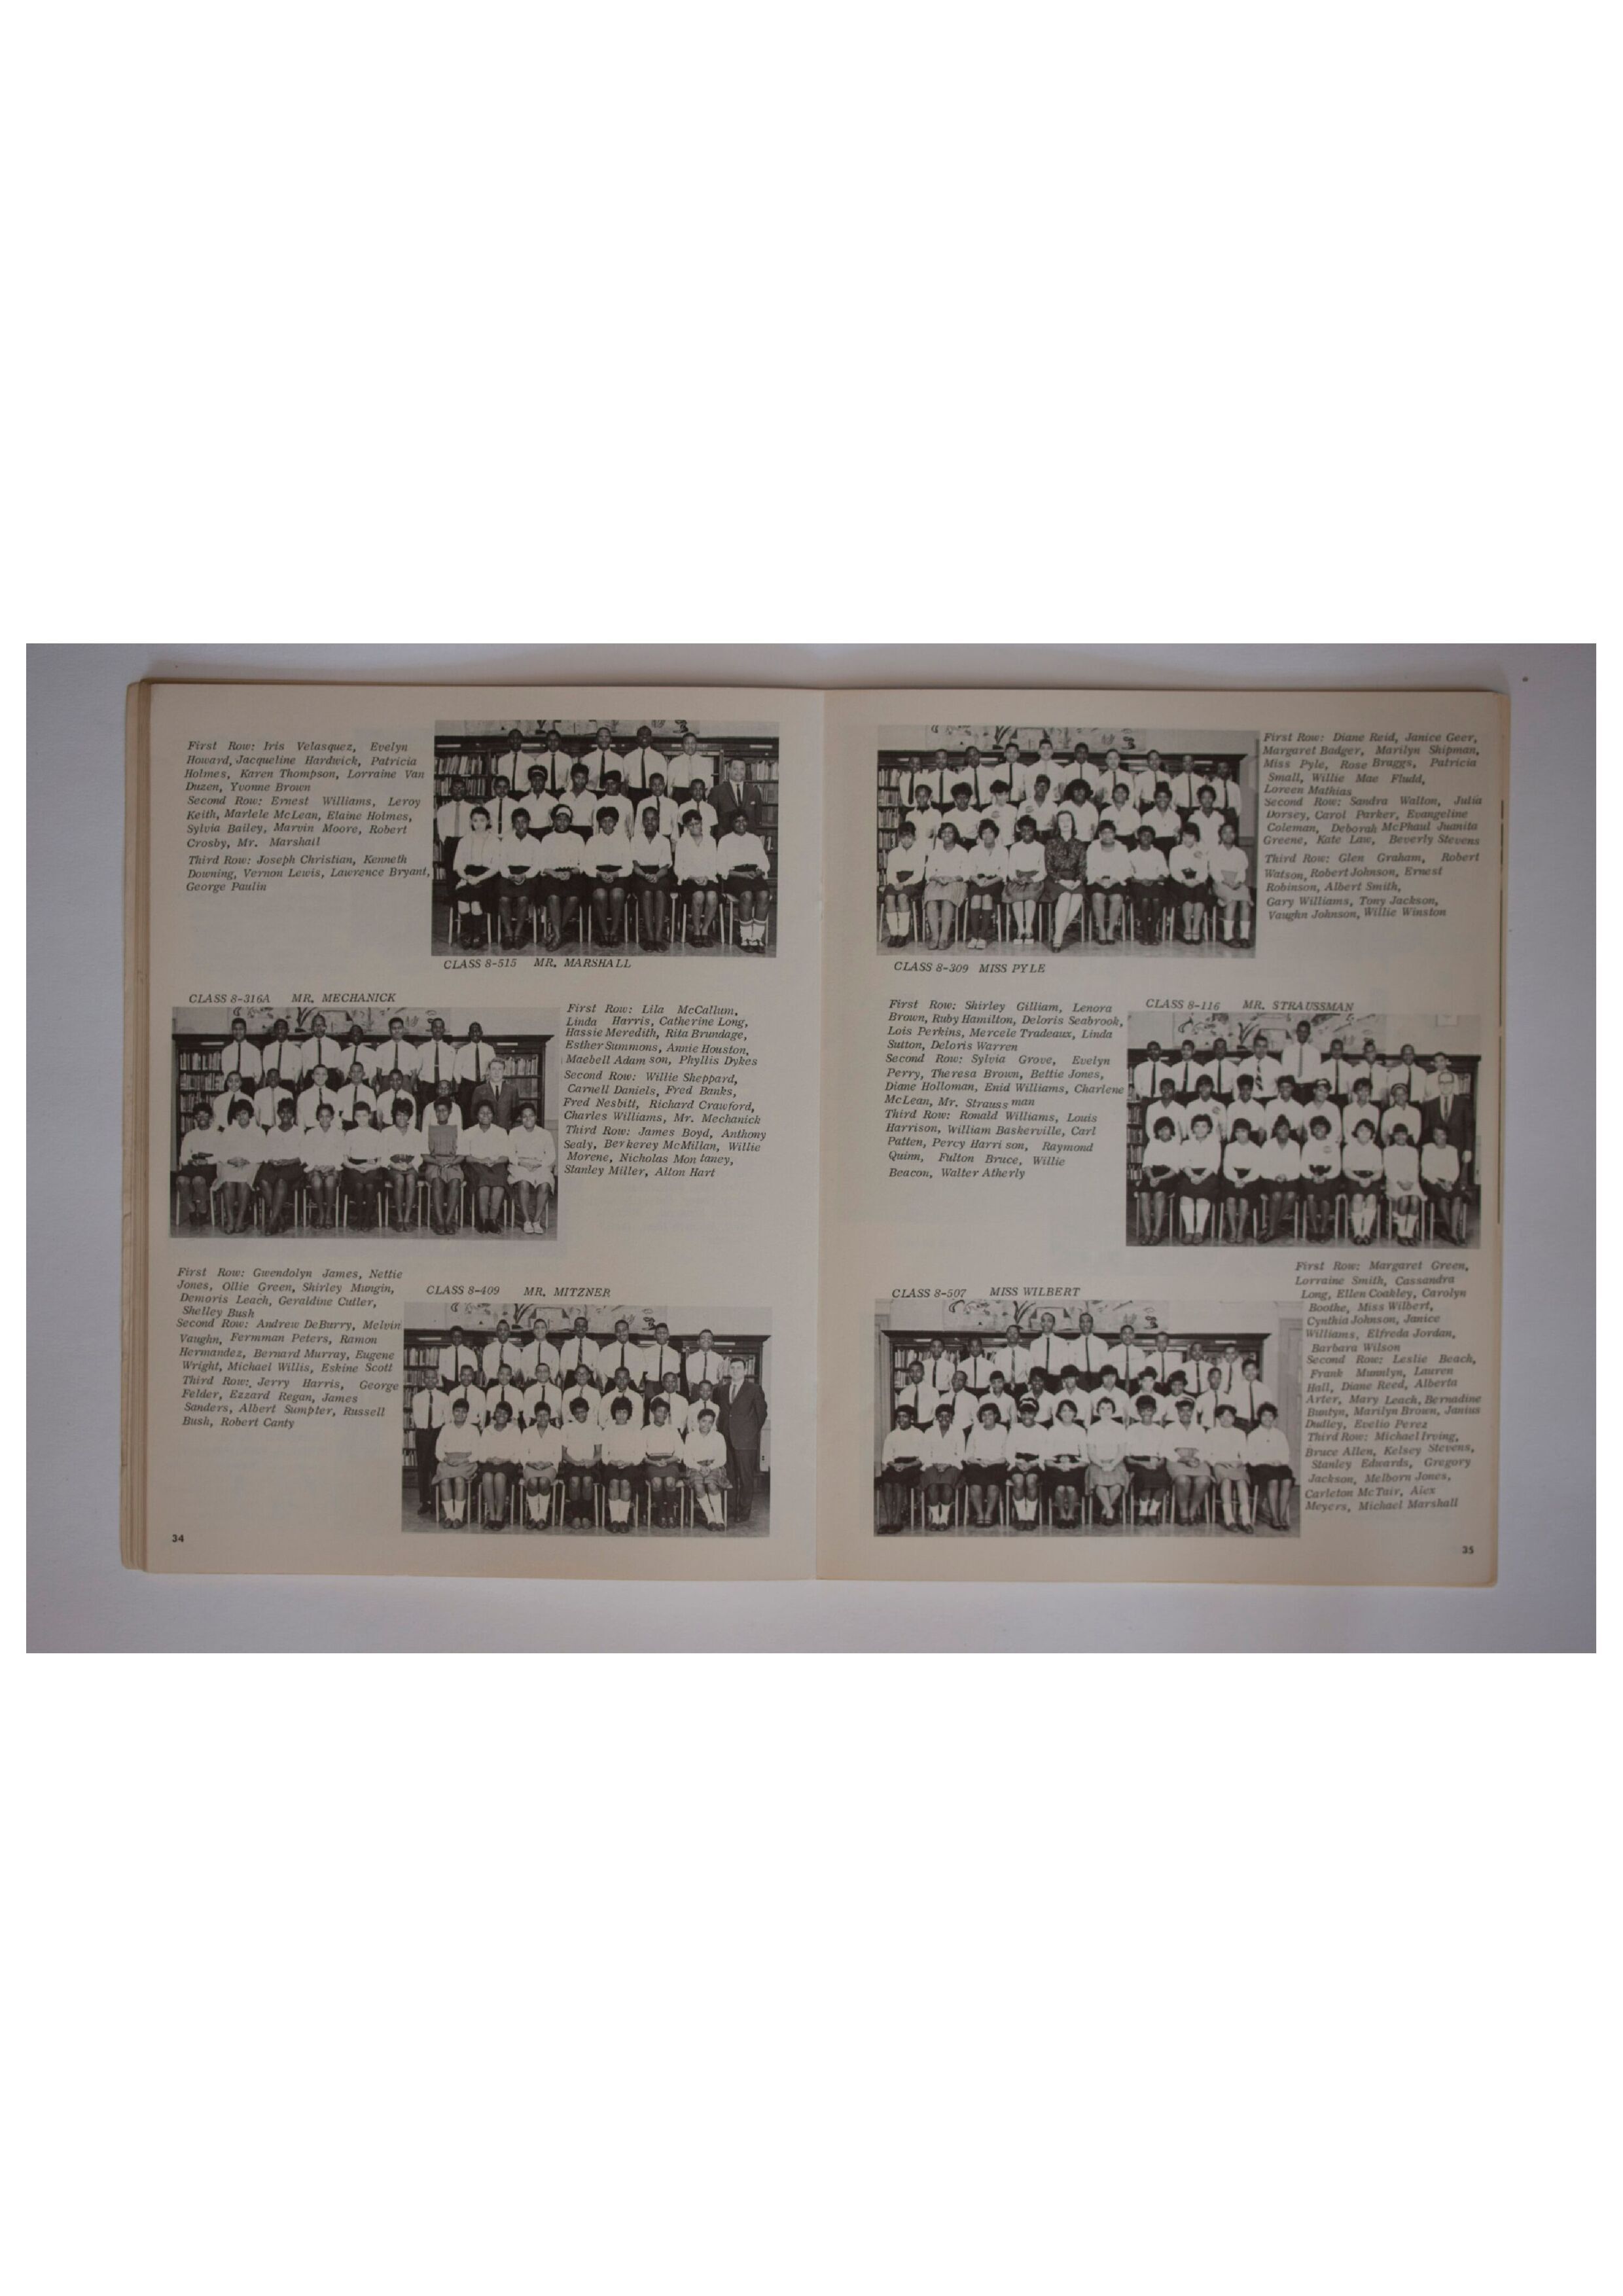 First Row: Iris Velasquez, Evelyn
Howard, Jacqueline Hardwick, Patricia
Holmes, Karen Thompson, Lorraine Van
Duzen, Yvonne Brown
Second Row: Ernest Williams, Leroy
Keith, Marlele McLean, Elaine Holmes,
Sylvia Bailey, Marvin Moore, Robert
Crosby, Mr. Marshall
Third Row: Joseph Christian, Kenneth
Downing, Vernon Lewis, Lawrence Bryant,
George Paulin
CLASS 8-515 MR. MARSHALL
CLASS 8-316A MR. MECHANICK
First Row: Lila McCallum,
Linda Harris, Catherine Long,
Hassie Meredith, Rita Brundage,
Esther Summons, Annie Houston,
Maebell Adam son, Phyllis Dykes
Second Row: Willie Sheppard,
Carnell Daniels, Fred Banks,
Fred Nesbitt, Richard Crawford,
Charles Williams, Mr. Mechanick
Third Row: James Boyd, Anthony
Sealy, Berkerey McMillan, Willie
Morene, Nicholas Mon taney,
Stanley Miller, Alton Hart
First Row: Gwendolyn James, Nettie
Jones, Ollie Green, Shirley Mungin,
Demoris Leach, Geraldine Cutler,
Shelley Bush
Second Row: Andrew DeBurry, Melvin
Vaughn, Fermman Peters, Ramon
Hermandez, Bernard Murray, Eugene
Wright, Michael Willis, Eskine Scott
Third Row: Jerry Harris, George
Felder, Ezzard Regan, James
Sanders, Albert Sumpter, Russell
Bush, Robert Canty
CLASS 8-409 MR. MITZNER
34
First Row: Diane Reid, Janice Geer,
Margaret Badger, Marilyn Shipman,
Miss Pyle, Rose Bruggs, Patricia
Small, Willie Mae Fludd,
Loreen Mathias
Second Row: Sandra Walton, Julia
Dorsey, Carol Parker, Evangeline
Coleman, Deborah McPhaul Juanita
Greene, Kate Law, Beverly Stevens
Third Row: Glen Graham, Robert
Watson, Robert Johnson, Ernest
Robinson, Albert Smith,
Gary Williams, Tony Jackson,
Vaughn Johnson, Willie Winston
CLASS 8-309 MISS PYLE
First Row: Shirley Gilliam, Lenora
Brown, Ruby Hamilton, Deloris Seabrook,
Lois Perkins, Mercele Tradeaux, Linda
Sutton, Deloris Warren
Second Row: Sylvia Grove, Evelyn
Perry, Theresa Brown, Bettie Jones,
Diane Holloman, Enid Williams, Charlene
McLean, Mr. Strauss man
Third Row: Ronald Williams, Louis
Harrison, William Baskerville, Carl
Patten, Percy Harri son, Raymond
Quinn, Fulton Bruce, Willie
Beacon, Walter Atherly
CLASS 8-116 MR. STRAUSSMAN
CLASS 8-507 MISS WILBERT
First Row: Margaret Green,
Lorraine Smith, Cassandra
Long, Ellen Coakley, Carolyn
Boothe, Miss Wilbert,
Cynthia Johnson, Janice
Williams, Elfreda Jordan,
Barbara Wilson
Second Row: Leslie Beach,
Frank Munnlyn, Lauren
Hall, Diane Reed, Alberta
Arter, Mary Leach, Bernadine
Buntyn, Marilyn Brown, Janius
Dudley, Evelio Perez
Third Row: Michael Irving,
Bruce Allen, Kelsey Stevens,
Stanley Edwards, Gregory
Jackson, Melborn Jones,
Carleton McTair, Alex
Meyers, Michael Marshall
35